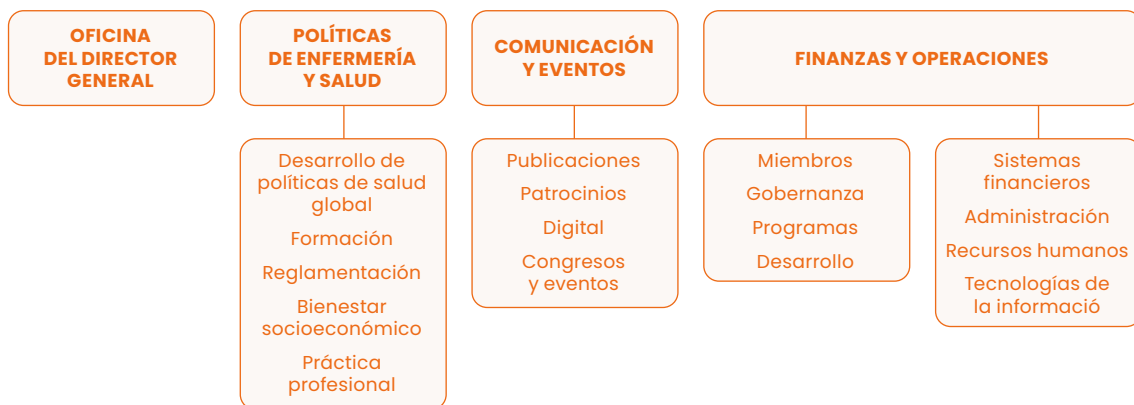 OFICINA
DEL DIRECTOR
GENERAL
POLÍTICAS
DE ENFERMERÍA
Y SALUD
COMUNICACIÓN
Y EVENTOS
FINANZAS Y OPERACIONES
Desarrollo de
políticas de salud
global
Formación
Reglamentación
Bienestar
socioeconómico
Práctica
profesional
Publicaciones
Patrocinios
Digital
Congresos
y eventos
Miembros
Gobernanza
Programas
Desarrollo
Sistemas
financieros
Administración
Recursos humanos
Tecnologías de
la informació